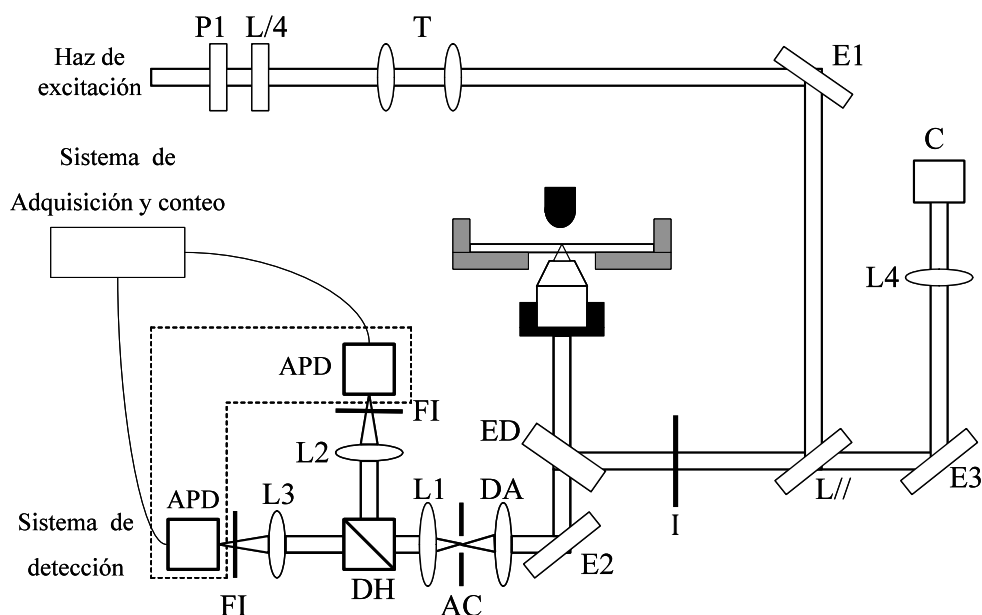 P1 L/4 T E1
Haz de
excitación
Sistema de
Adquisición y conteo
C
L4
APD
FI
ED
L2
APD L3 L1 DA
L// E3
I
Sistema de
detección
E2
DH
FI AC